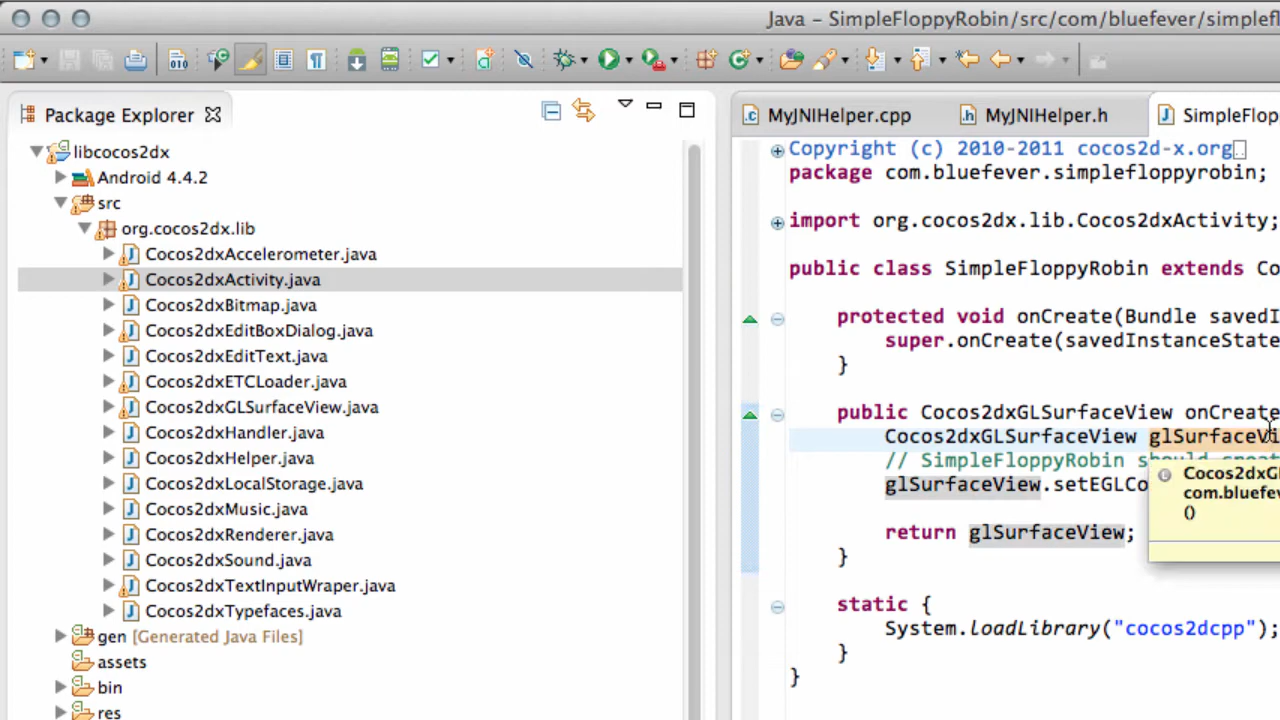 Java – SimpleFloppyRobin/src/com/bluefever/simplefl
Package Explorer
libcocos2dx
Android 4.4.2
src
org.cocos2dx.lib
Cocos2dxAccelerometer.java
Cocos2dxActivity.java
Cocos2dxBitmap.java
Cocos2dxEditBoxDialog.java
Cocos2dxEditText.java
Cocos2dxETCLoader.java
Cocos2dxGLSurfaceView.java
Cocos2dxHandler.java
Cocos2dxHelper.java
Cocos2dxLocalStorage.java
Cocos2dxMusic.java
Cocos2dxRenderer.java
Cocos2dxSound.java
Cocos2dxTextInputWraper.java
Cocos2dxTypefaces.java
gen [Generated Java Files]
assets
bin
res
MyJNIHelper.cpp
MyJNIHelper.h
SimpleFlop
Copyright (c) 2010-2011 cocos2d-x.org
package com.bluefever.simplefloppyrobin;
import org.cocos2dx.lib.Cocos2dxActivity;
public class SimpleFloppyRobin extends Co
protected void onCreate(Bundle savedI
super.onCreate(savedInstanceState
}
public Cocos2dxGLSurfaceView onCreate
Cocos2dxGLSurfaceView glSurfaceVi
// SimpleFloppyRobin should creat
glSurfaceView.setEGLCo
return glSurfaceView;
}
Cocos2dxGL
com.bluefeve
()
static {
System.loadLibrary("cocos2dcpp");
}
}